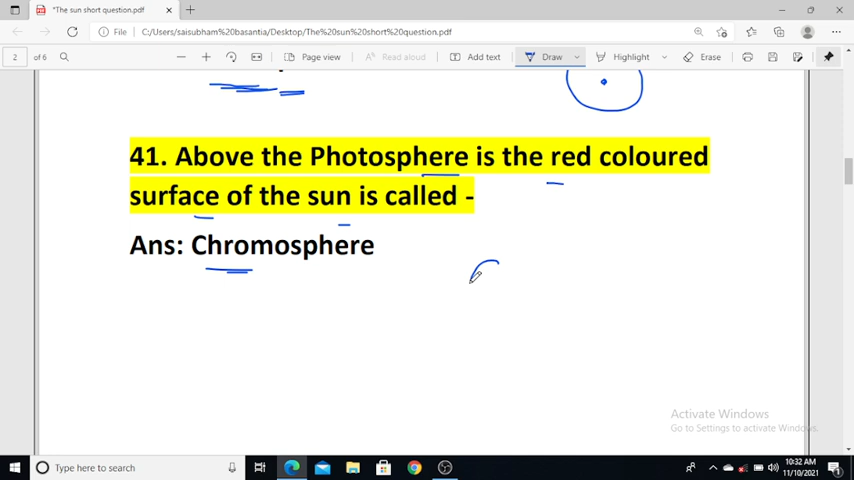 *The sun short question.pdf
File
C:/Users/saisubham%20basantia/Desktop/The%20sun%20short%20question.pdf
2 of 6
Page view
Read aloud
Add text
Draw
Highlight
Erase
41. Above the Photosphere is the red coloured
surface of the sun is called -
Ans: Chromosphere
Activate Windows
Go to Settings to activate Windows.
Type here to search
10:32 AM
11/10/2021